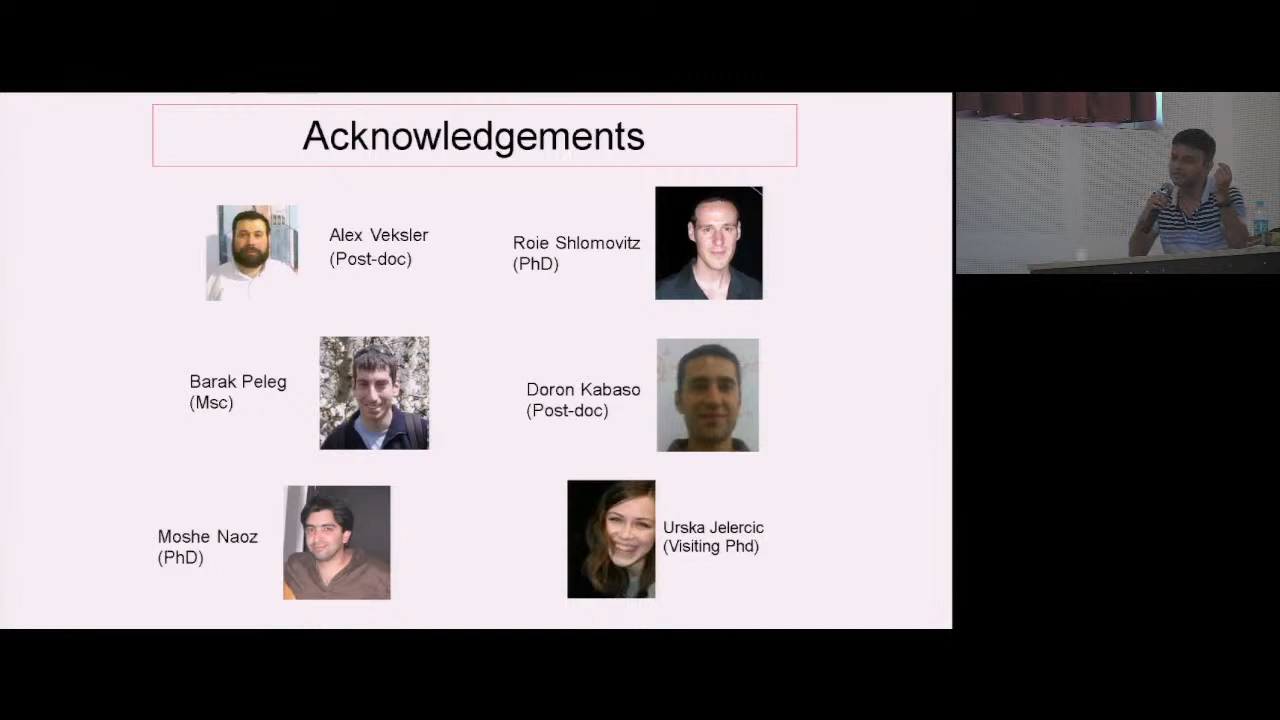 Acknowledgements
Alex Veksler
(Post-doc)
Roie Shlomovitz
(PhD)
Barak Peleg
(Msc)
Doron Kabaso
(Post-doc)
Moshe Naoz
(PhD)
Urska Jelercic
(Visiting Phd)